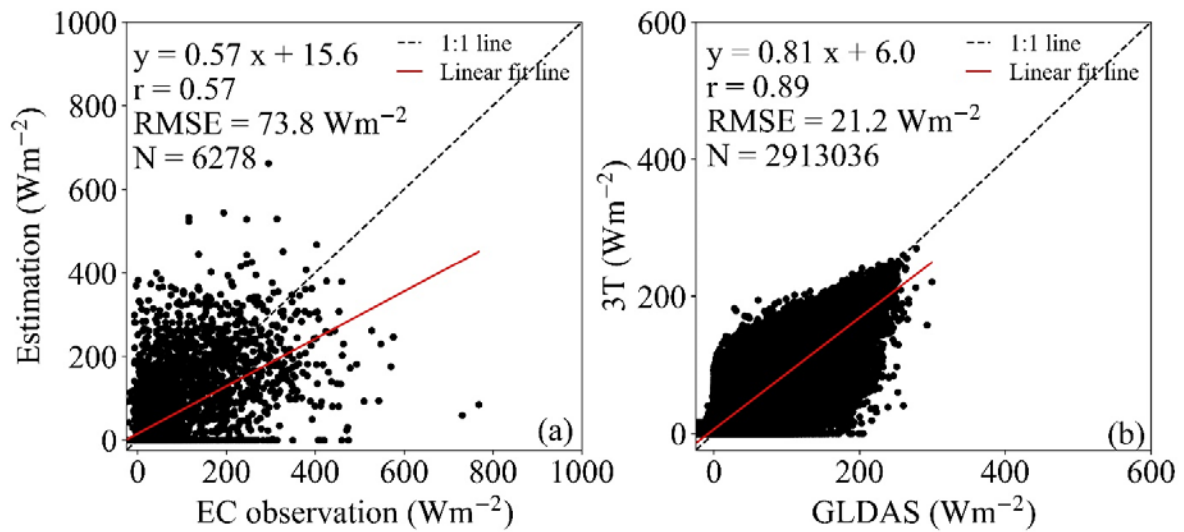 1000
800
600
400
200
0
Estimation (Wm⁻²)
y = 0.57 x + 15.6
r = 0.57
RMSE = 73.8 Wm⁻²
N = 6278
1:1 line
Linear fit line
(a)
0 200 400 600 800 1000
EC observation (Wm⁻²)
600
400
200
0
3T (Wm⁻²)
y = 0.81 x + 6.0
r = 0.89
RMSE = 21.2 Wm⁻²
N = 2913036
1:1 line
Linear fit line
(b)
0 200 400 600
GLDAS (Wm⁻²)